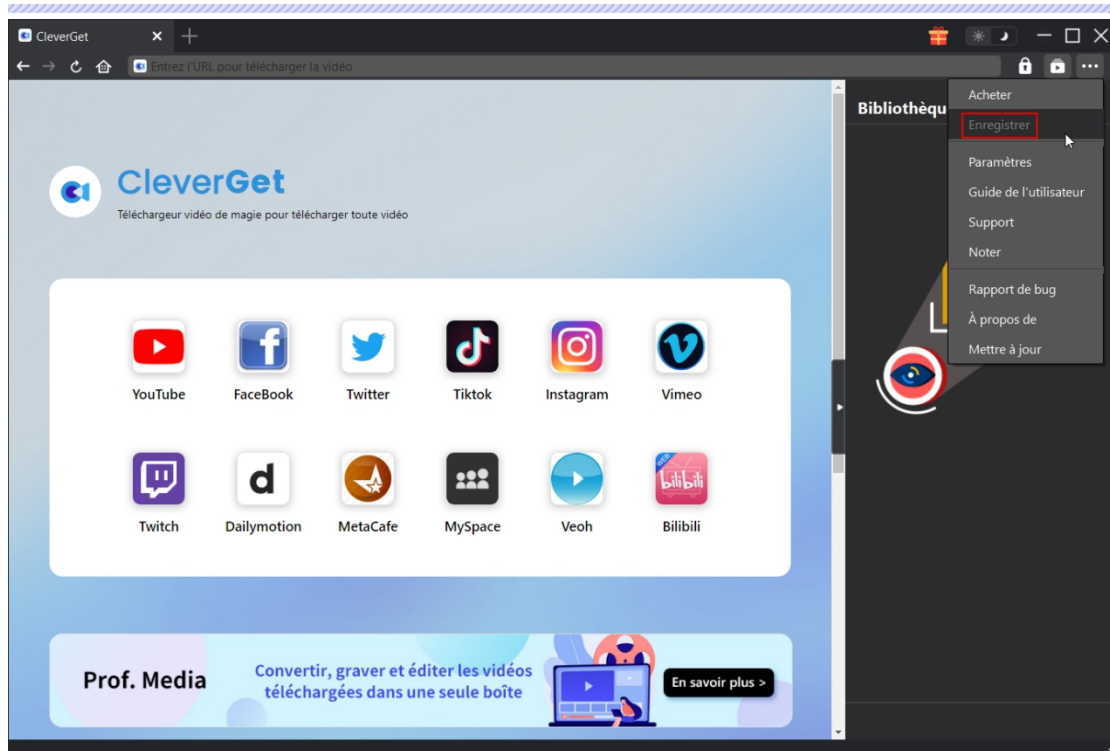 CleverGet
Entrez l'URL pour télécharger la vidéo
Acheter
Enregistrer
Paramètres
Guide de l'utilisateur
Support
Noter
Rapport de bug
À propos de
Mettre à jour
Bibliothèqu
CleverGet
Téléchargeur vidéo de magie pour télécharger toute vidéo
YouTube
FaceBook
Twitter
Tiktok
Instagram
Vimeo
WEB
bilibili
Twitch
Dailymotion
MetaCafe
MySpace
Veoh
Bilibili
Prof. Media
Convertir, graver et éditer les vidéos
téléchargées dans une seule boîte
En savoir plus >